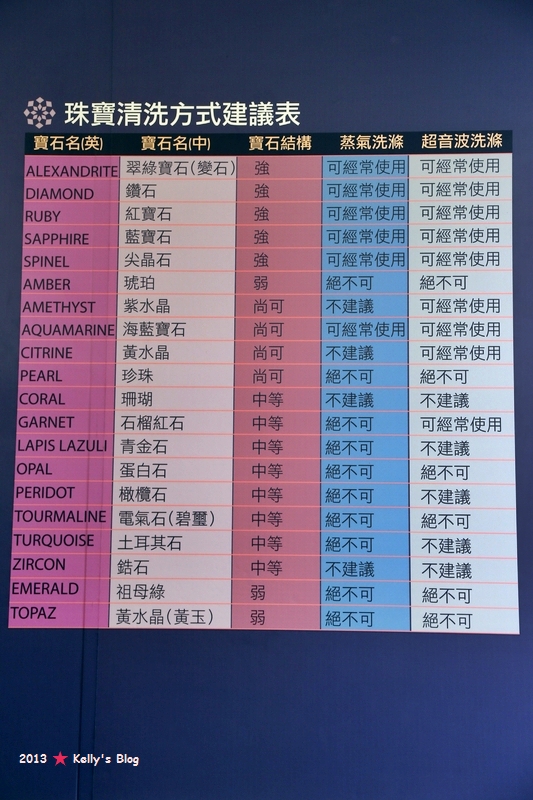 珠寶清洗方式建議表
寶石名(英) 寶石名(中) 寶石結構 蒸氣洗滌 超音波洗滌
ALEXANDRITE 翠綠寶石(變石) 強 可經常使用 可經常使用
DIAMOND 鑽石 強 可經常使用 可經常使用
RUBY 紅寶石 強 可經常使用 可經常使用
SAPPHIRE 藍寶石 強 可經常使用 可經常使用
SPINEL 尖晶石 強 可經常使用 可經常使用
AMBER 琥珀 弱 絕不可 絕不可
AMETHYST 紫水晶 尚可 不建議 可經常使用
AQUAMARINE 海藍寶石 尚可 可經常使用 可經常使用
CITRINE 黃水晶 尚可 不建議 可經常使用
PEARL 珍珠 尚可 絕不可 絕不可
CORAL 珊瑚 中等 不建議 不建議
GARNET 石榴紅石 中等 絕不可 可經常使用
LAPIS LAZULI 青金石 中等 絕不可 不建議
OPAL 蛋白石 中等 絕不可 絕不可
PERIDOT 橄欖石 中等 絕不可 不建議
TOURMALINE 電氣石(碧璽) 中等 絕不可 絕不可
TURQUOISE 土耳其石 中等 絕不可 不建議
ZIRCON 鋯石 中等 不建議 不建議
EMERALD 祖母綠 弱 絕不可 絕不可
TOPAZ 黃水晶(黃玉) 弱 絕不可 絕不可
2013 Kelly's Blog